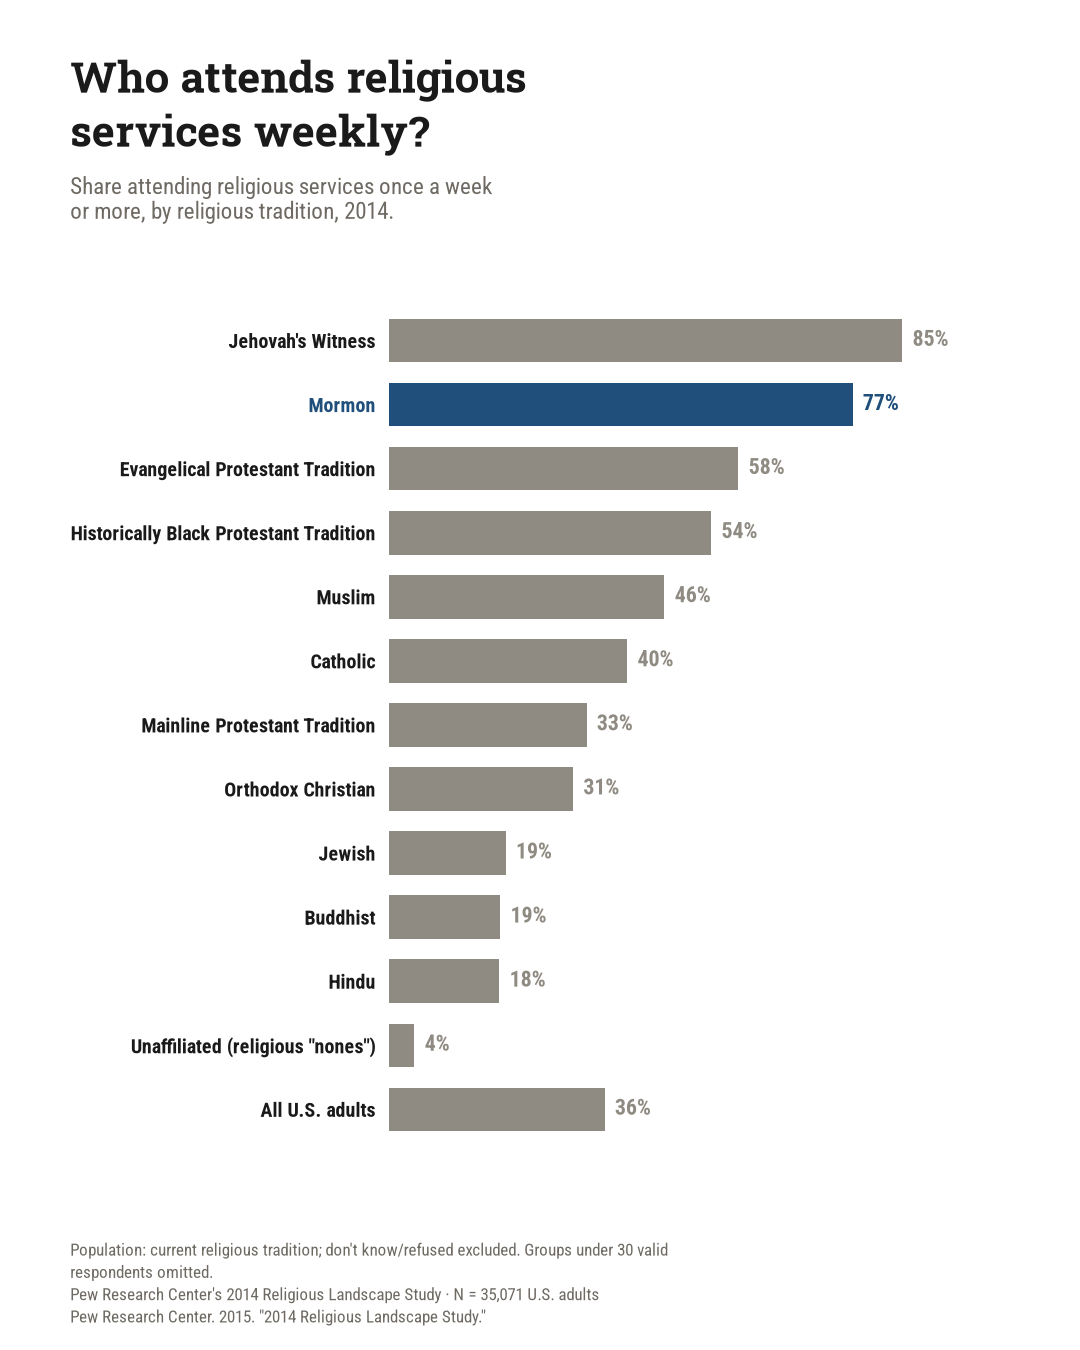 Who attends religious
services weekly?
Share attending religious services once a week
or more, by religious tradition, 2014.
Jehovah's Witness 85%
Mormon 77%
Evangelical Protestant Tradition 58%
Historically Black Protestant Tradition 54%
Muslim 46%
Catholic 40%
Mainline Protestant Tradition 33%
Orthodox Christian 31%
Jewish 19%
Buddhist 19%
Hindu 18%
Unaffiliated (religious "nones") 4%
All U.S. adults 36%
Population: current religious tradition; don't know/refused excluded. Groups under 30 valid
respondents omitted.
Pew Research Center's 2014 Religious Landscape Study · N = 35,071 U.S. adults
Pew Research Center. 2015. "2014 Religious Landscape Study."